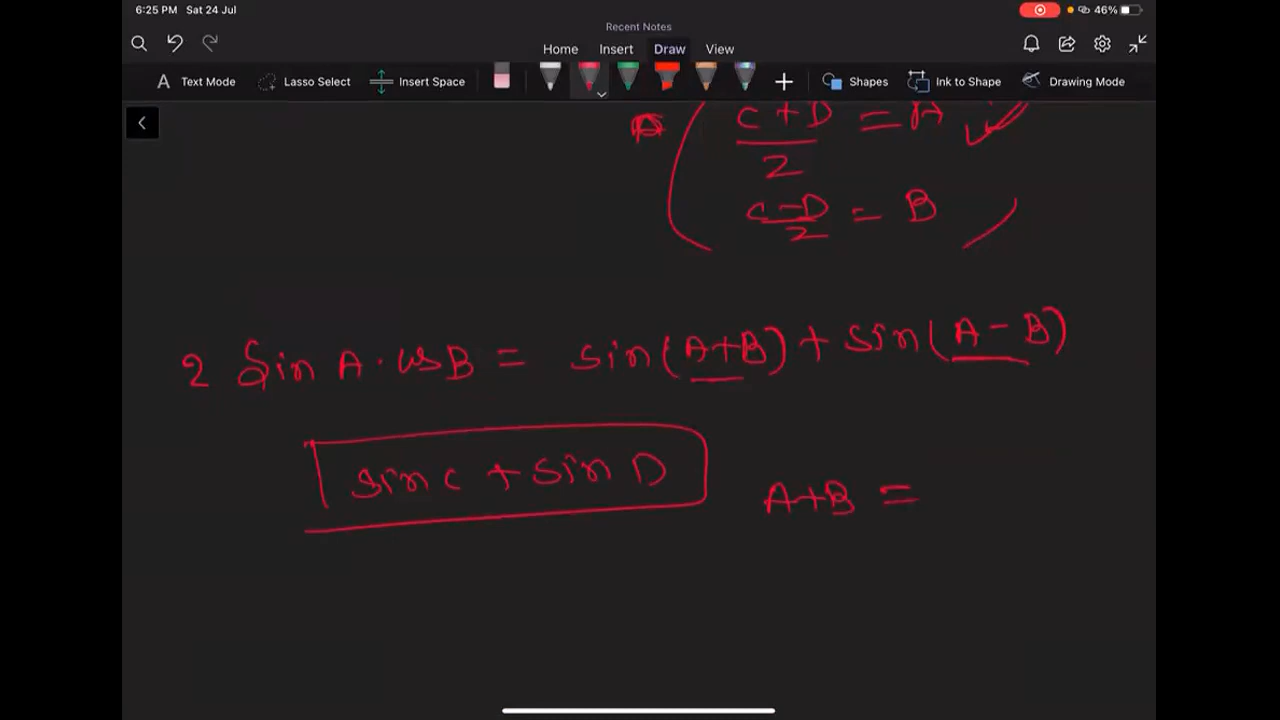 6:25 PM Sat 24 Jul 46%
Recent Notes
Home Insert Draw View
Text Mode Lasso Select Insert Space Shapes Ink to Shape Drawing Mode
C + D / 2 = A
C - D / 2 = B
2 Sin A · cos B = sin(A+B) + sin(A - B)
sin c + sin D
A+B =